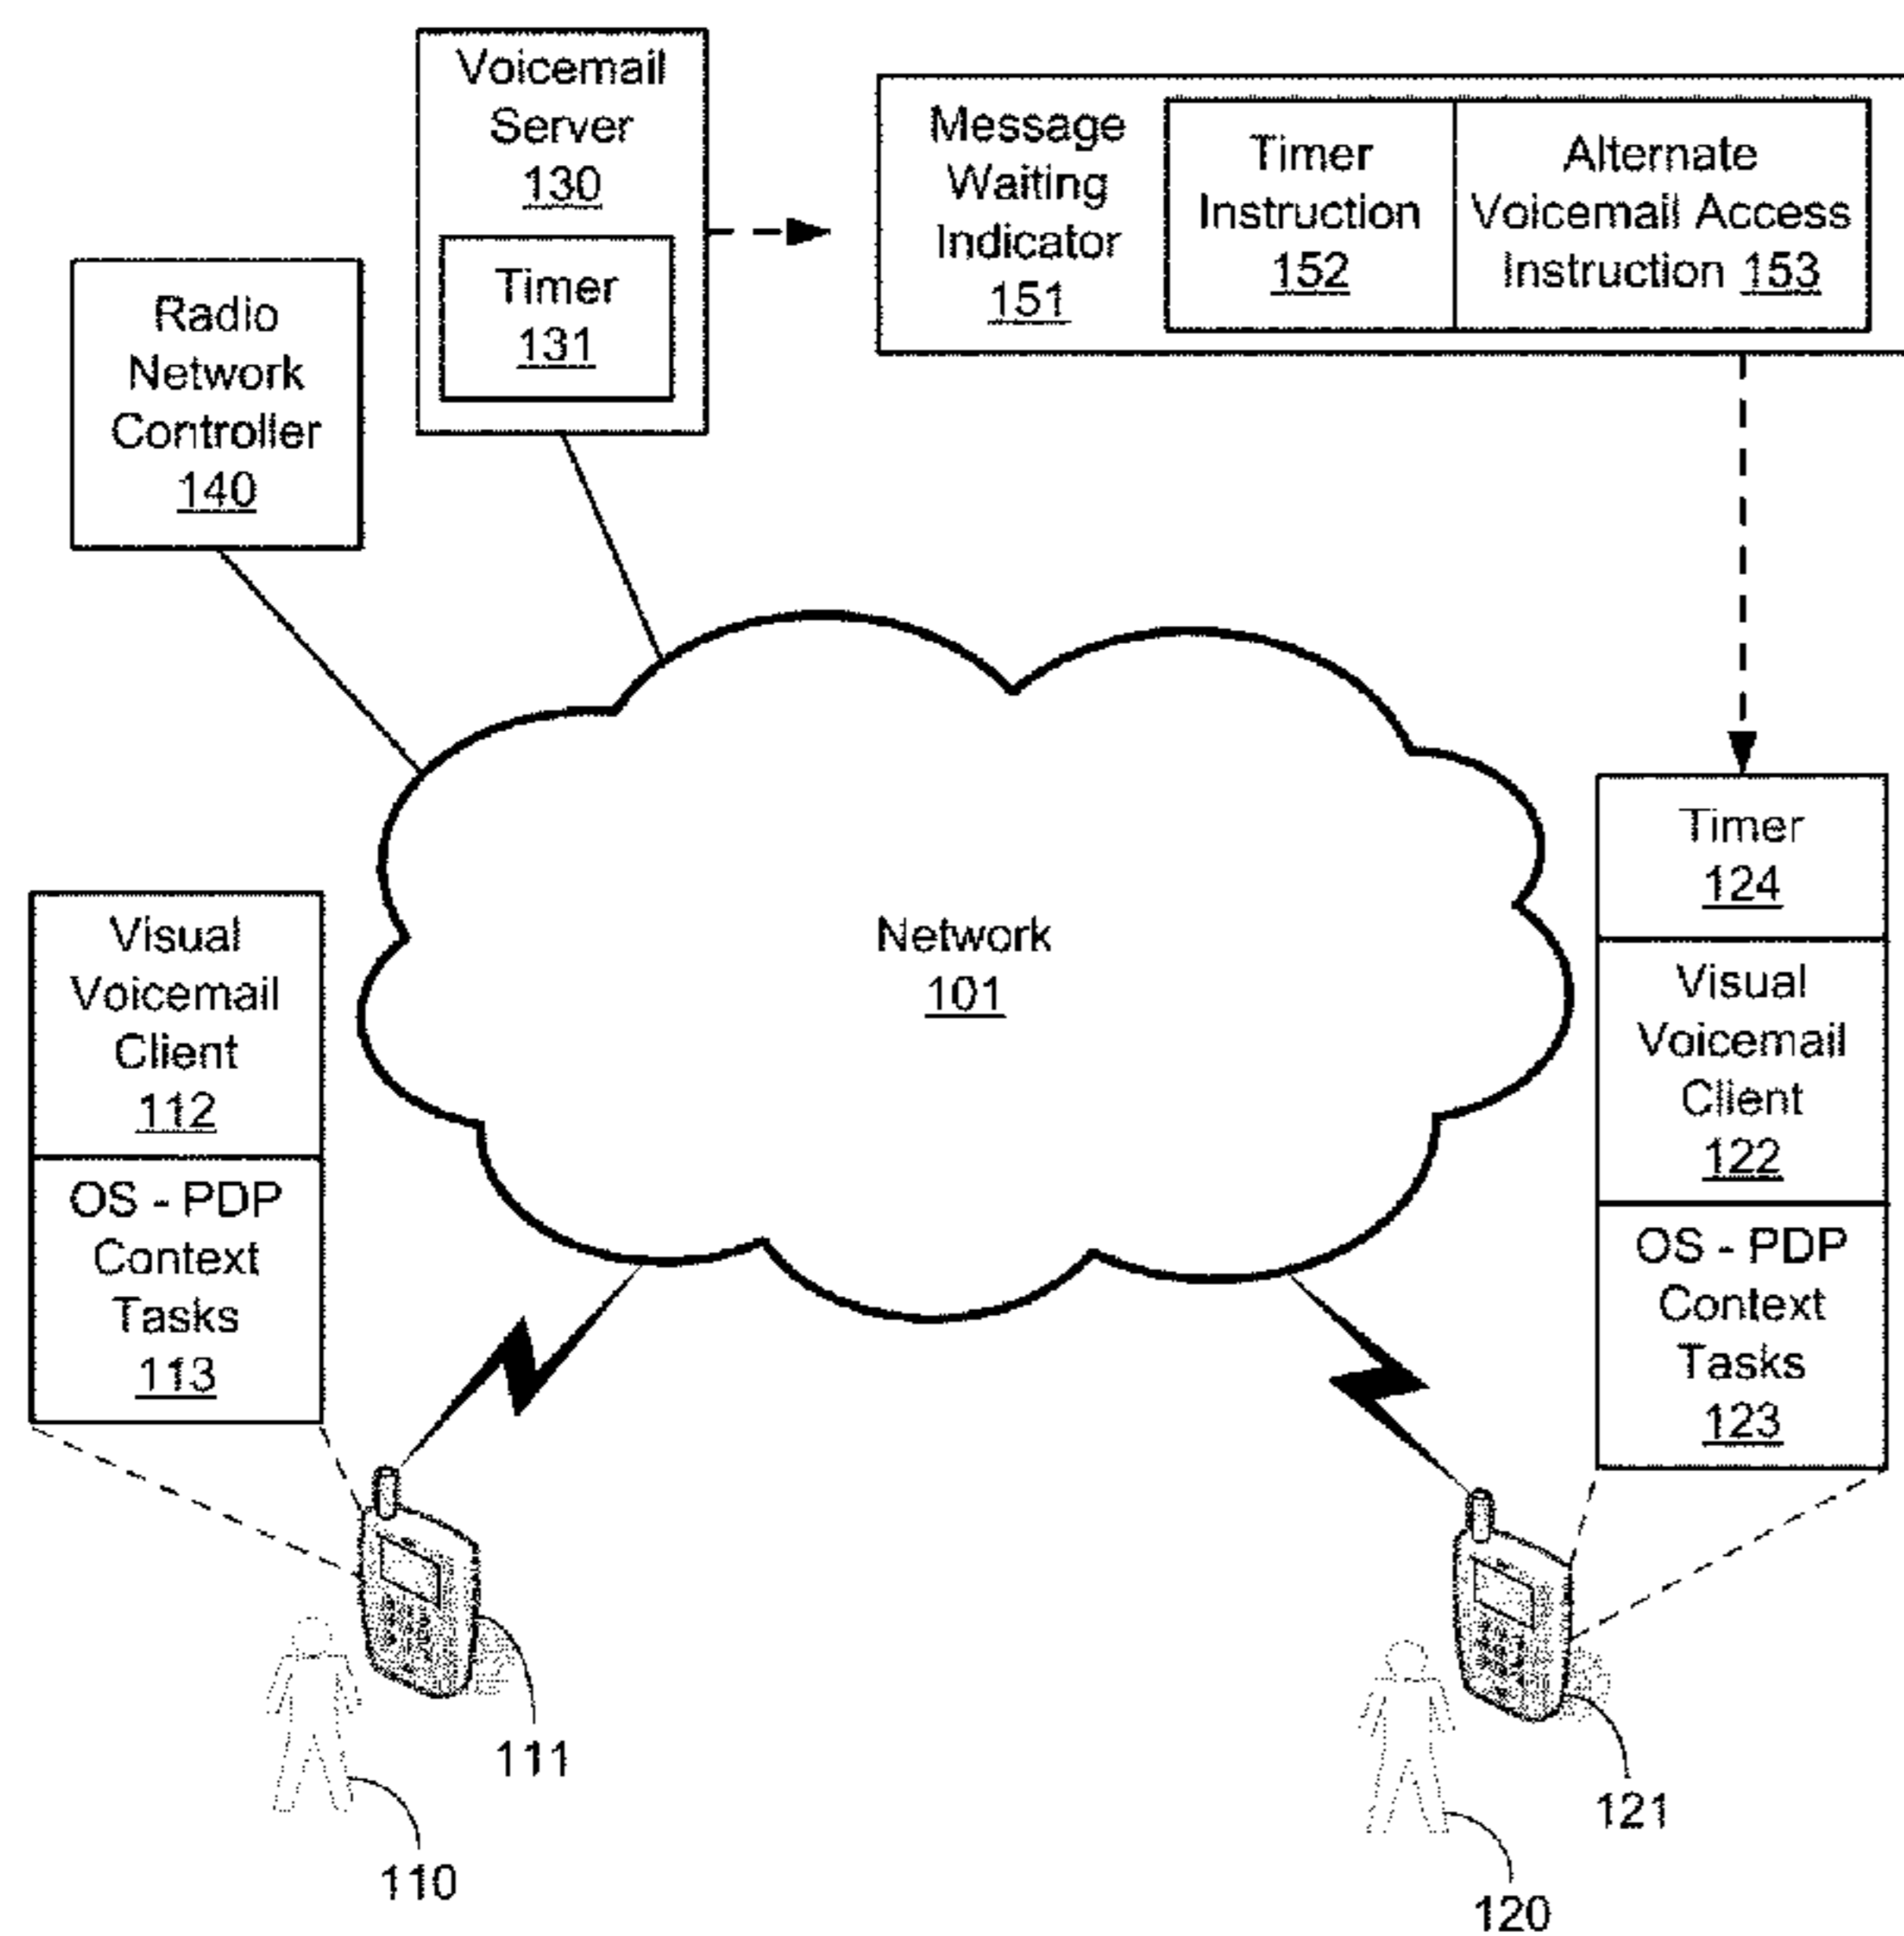 Voicemail
Server
130
Timer
131
Message
Waiting
Indicator
151
Timer
Instruction
152
Alternate
Voicemail Access
Instruction 153
Radio
Network
Controller
140
Network
101
Timer
124
Visual
Voicemail
Client
122
OS - PDP
Context
Tasks
123
Visual
Voicemail
Client
112
OS - PDP
Context
Tasks
113
111
110
121
120